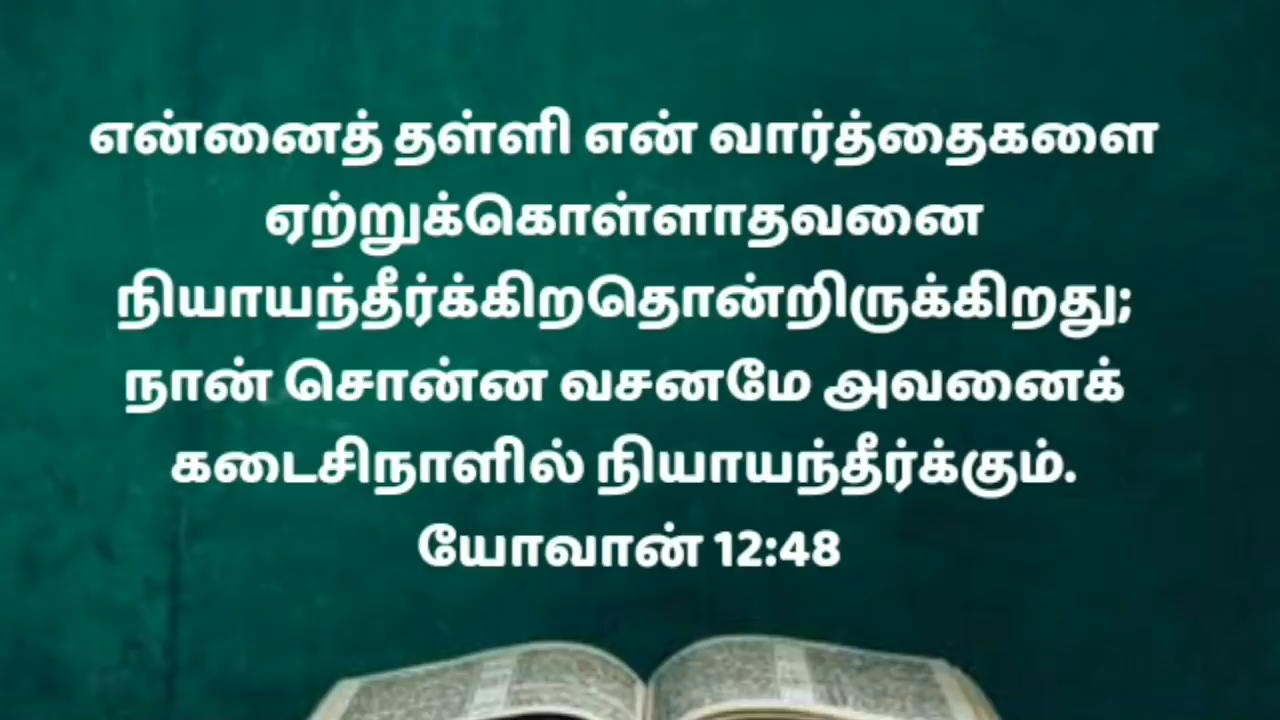 என்னைத் தள்ளி என் வார்த்தைகளை
ஏற்றுக்கொள்ளாதவனை
நியாயந்தீர்க்கிறதொன்றிருக்கிறது;
நான் சொன்ன வசனமே அவனைக்
கடைசிநாளில் நியாயந்தீர்க்கும்.
யோவான் 12:48